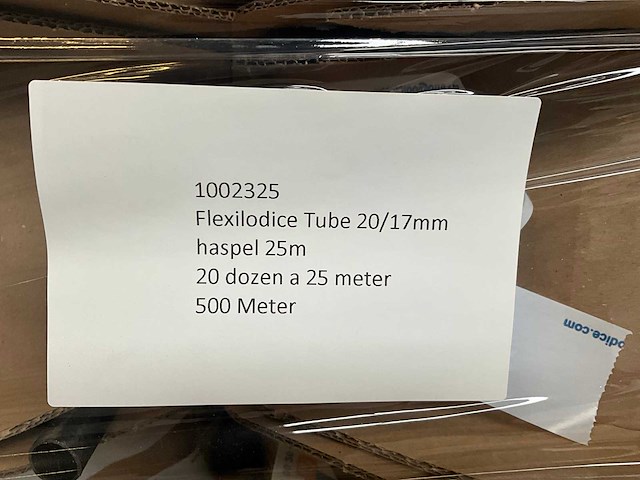 1002325
Flexilodice Tube 20/17mm
haspel 25m
20 dozen a 25 meter
500 Meter
odice.com